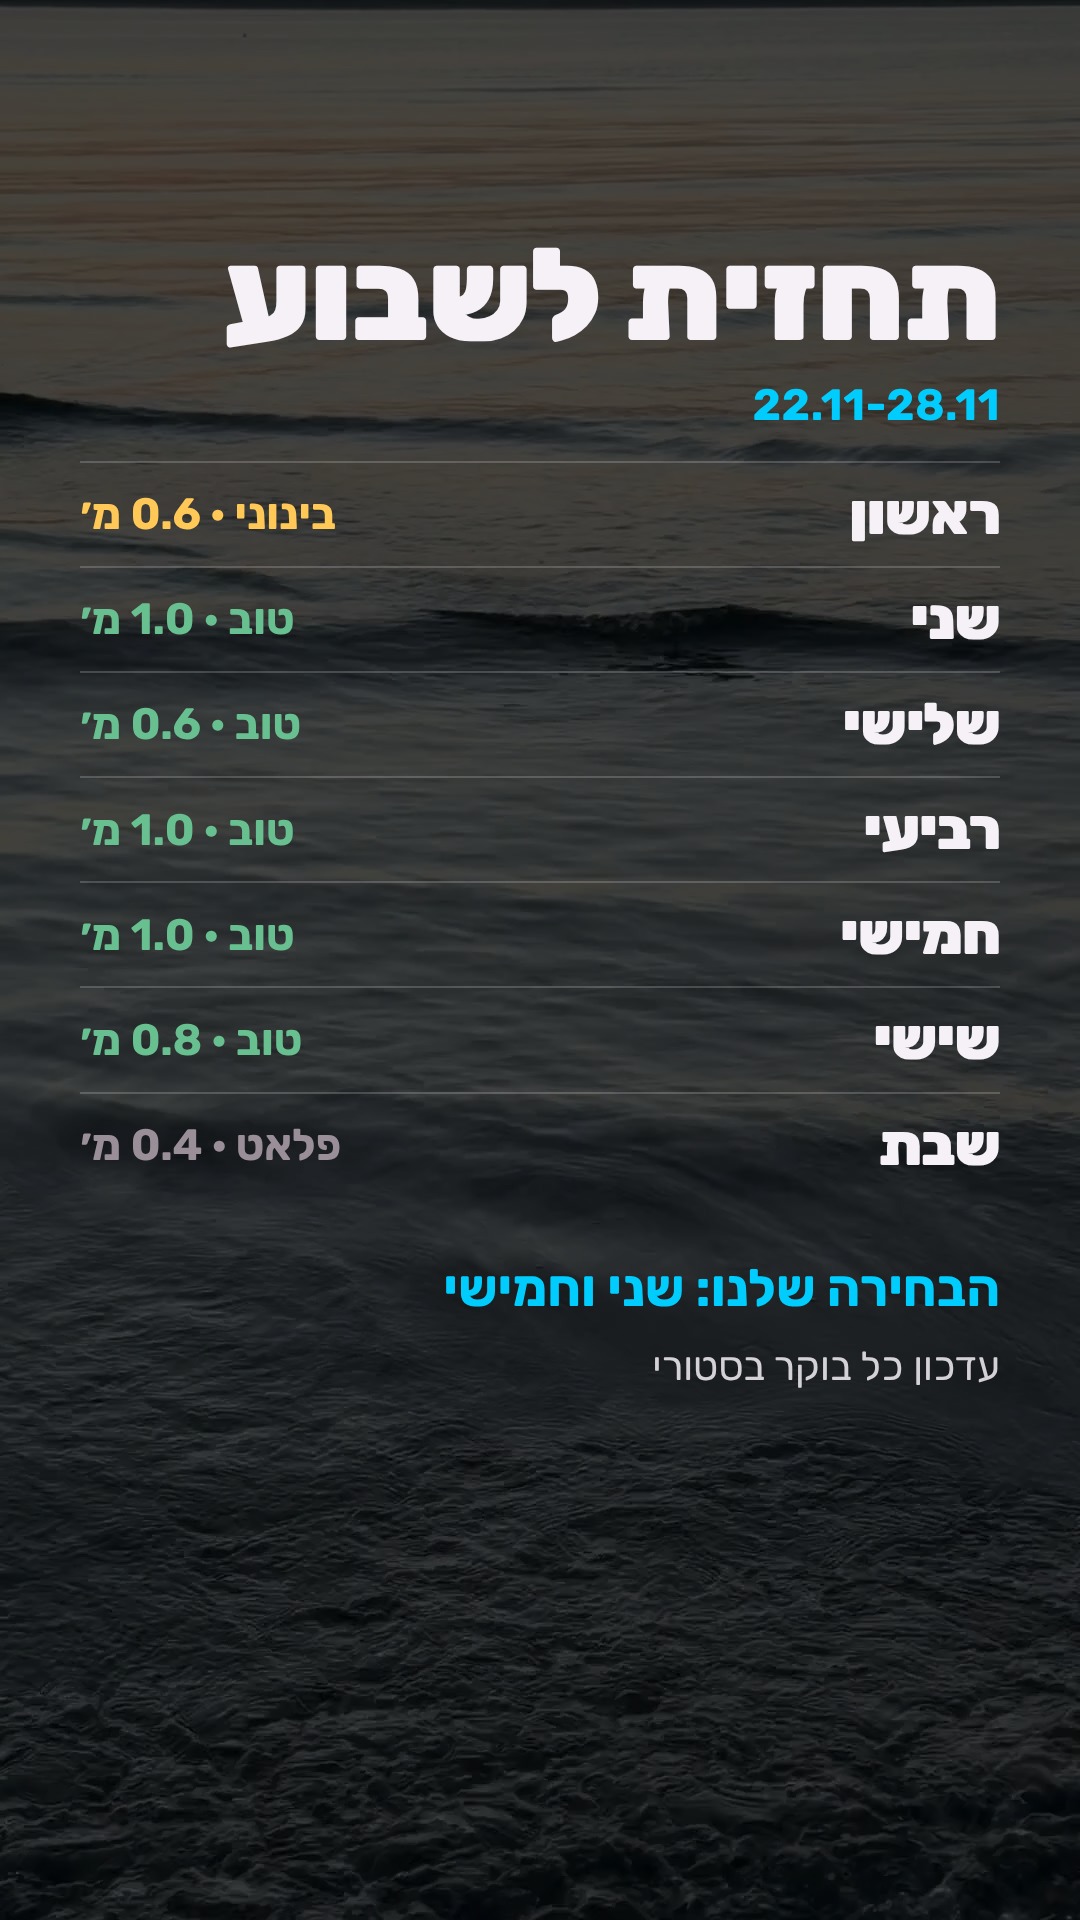 תחזית לשבוע
22.11-28.11
ראשון בינוני • 0.6 מ׳
שני טוב • 1.0 מ׳
שלישי טוב • 0.6 מ׳
רביעי טוב • 1.0 מ׳
חמישי טוב • 1.0 מ׳
שישי טוב • 0.8 מ׳
שבת פלאט • 0.4 מ׳
הבחירה שלנו: שני וחמישי
עדכון כל בוקר בסטורי